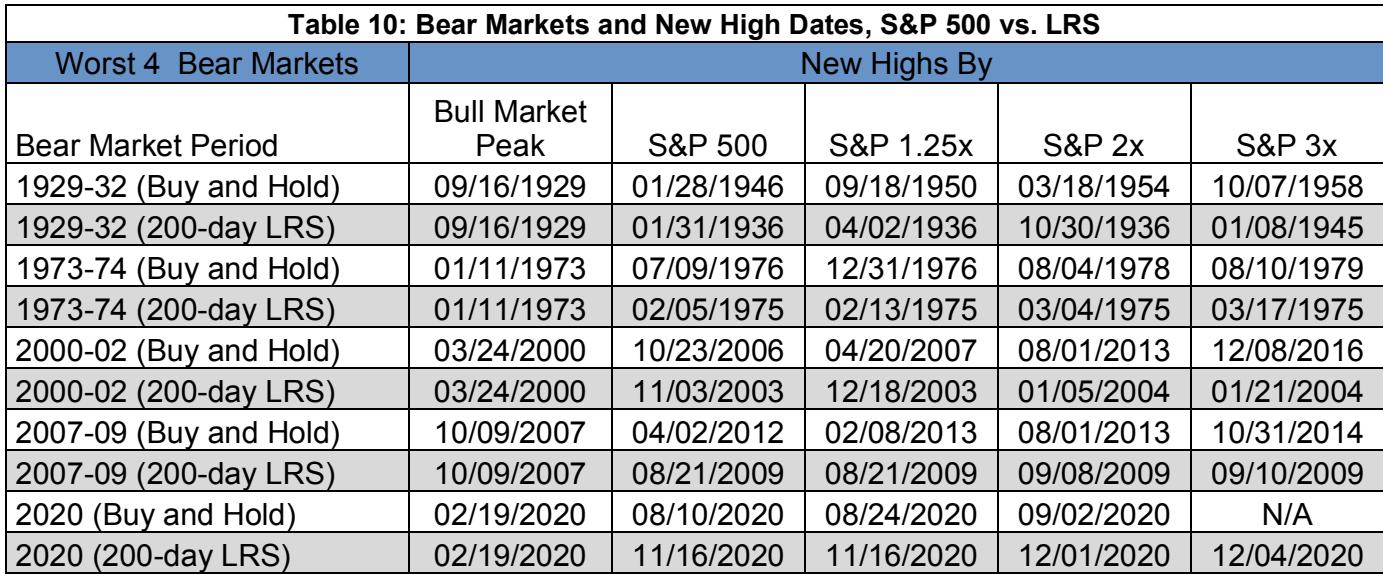 Table 10: Bear Markets and New High Dates, S&P 500 vs. LRS
Worst 4 Bear Markets New Highs By
Bear Market Period Bull Market Peak S&P 500 S&P 1.25x S&P 2x S&P 3x
1929-32 (Buy and Hold) 09/16/1929 01/28/1946 09/18/1950 03/18/1954 10/07/1958
1929-32 (200-day LRS) 09/16/1929 01/31/1936 04/02/1936 10/30/1936 01/08/1945
1973-74 (Buy and Hold) 01/11/1973 07/09/1976 12/31/1976 08/04/1978 08/10/1979
1973-74 (200-day LRS) 01/11/1973 02/05/1975 02/13/1975 03/04/1975 03/17/1975
2000-02 (Buy and Hold) 03/24/2000 10/23/2006 04/20/2007 08/01/2013 12/08/2016
2000-02 (200-day LRS) 03/24/2000 11/03/2003 12/18/2003 01/05/2004 01/21/2004
2007-09 (Buy and Hold) 10/09/2007 04/02/2012 02/08/2013 08/01/2013 10/31/2014
2007-09 (200-day LRS) 10/09/2007 08/21/2009 08/21/2009 09/08/2009 09/10/2009
2020 (Buy and Hold) 02/19/2020 08/10/2020 08/24/2020 09/02/2020 N/A
2020 (200-day LRS) 02/19/2020 11/16/2020 11/16/2020 12/01/2020 12/04/2020